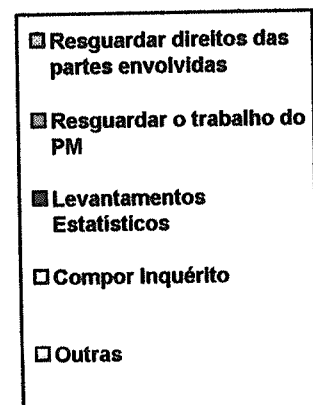 Resguardar direitos das
partes envolvidas
Resguardar o trabalho do
PM
Levantamentos
Estatísticos
Compor Inquérito
Outras